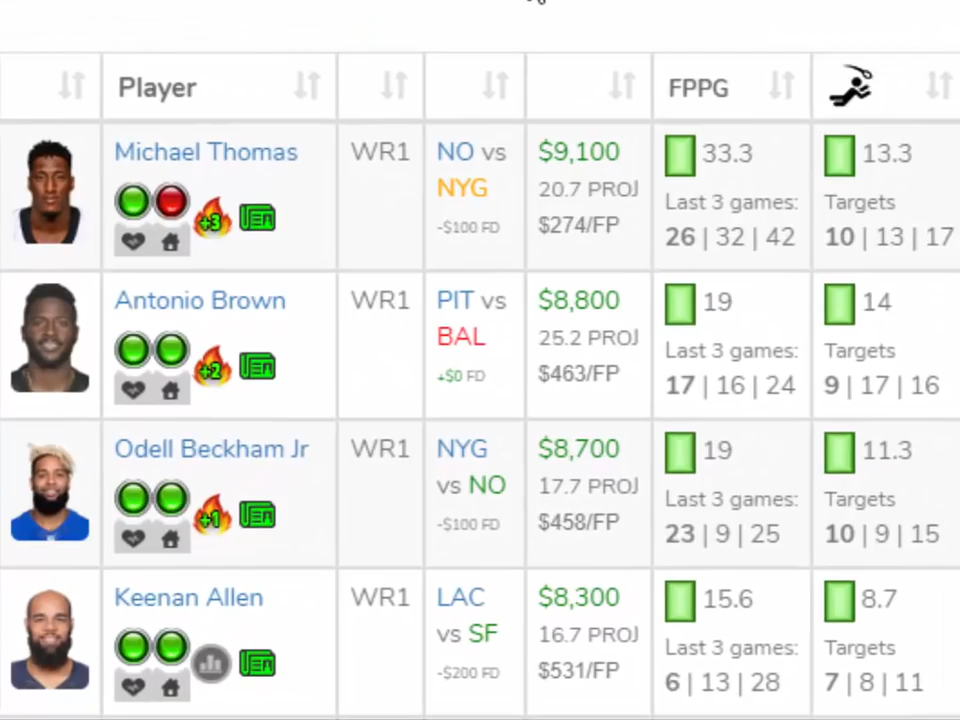 Player FPPG
Michael Thomas WR1 NO vs $9,100 33.3 13.3
NYG 20.7 PROJ Last 3 games: Targets
+3 -$100 FD $274/FP 26 | 32 | 42 10 | 13 | 17
Antonio Brown WR1 PIT vs $8,800 19 14
BAL 25.2 PROJ Last 3 games: Targets
+2 +$0 FD $463/FP 17 | 16 | 24 9 | 17 | 16
Odell Beckham Jr WR1 NYG $8,700 19 11.3
vs NO 17.7 PROJ Last 3 games: Targets
+1 -$100 FD $458/FP 23 | 9 | 25 10 | 9 | 15
Keenan Allen WR1 LAC $8,300 15.6 8.7
vs SF 16.7 PROJ Last 3 games: Targets
-$200 FD $531/FP 6 | 13 | 28 7 | 8 | 11